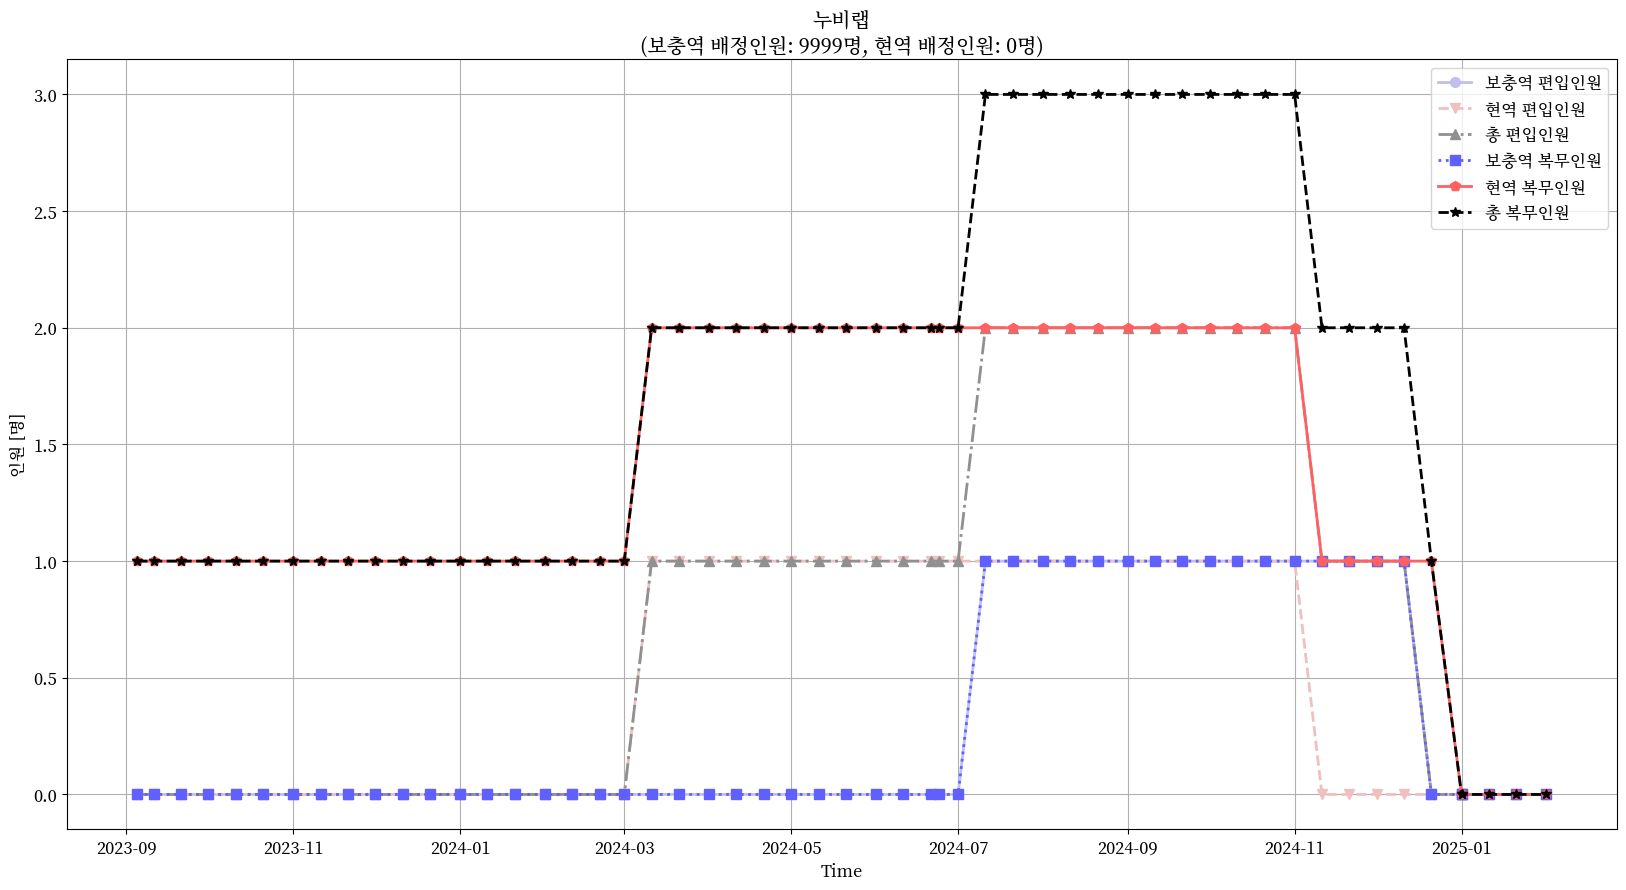 누비랩
(보충역 배정인원: 9999명, 현역 배정인원: 0명)
보충역 편입인원
현역 편입인원
총 편입인원
보충역 복무인원
현역 복무인원
총 복무인원
인원 [명]
3.0
2.5
2.0
1.5
1.0
0.5
0.0
2023-09 2023-11 2024-01 2024-03 2024-05 2024-07 2024-09 2024-11 2025-01
Time